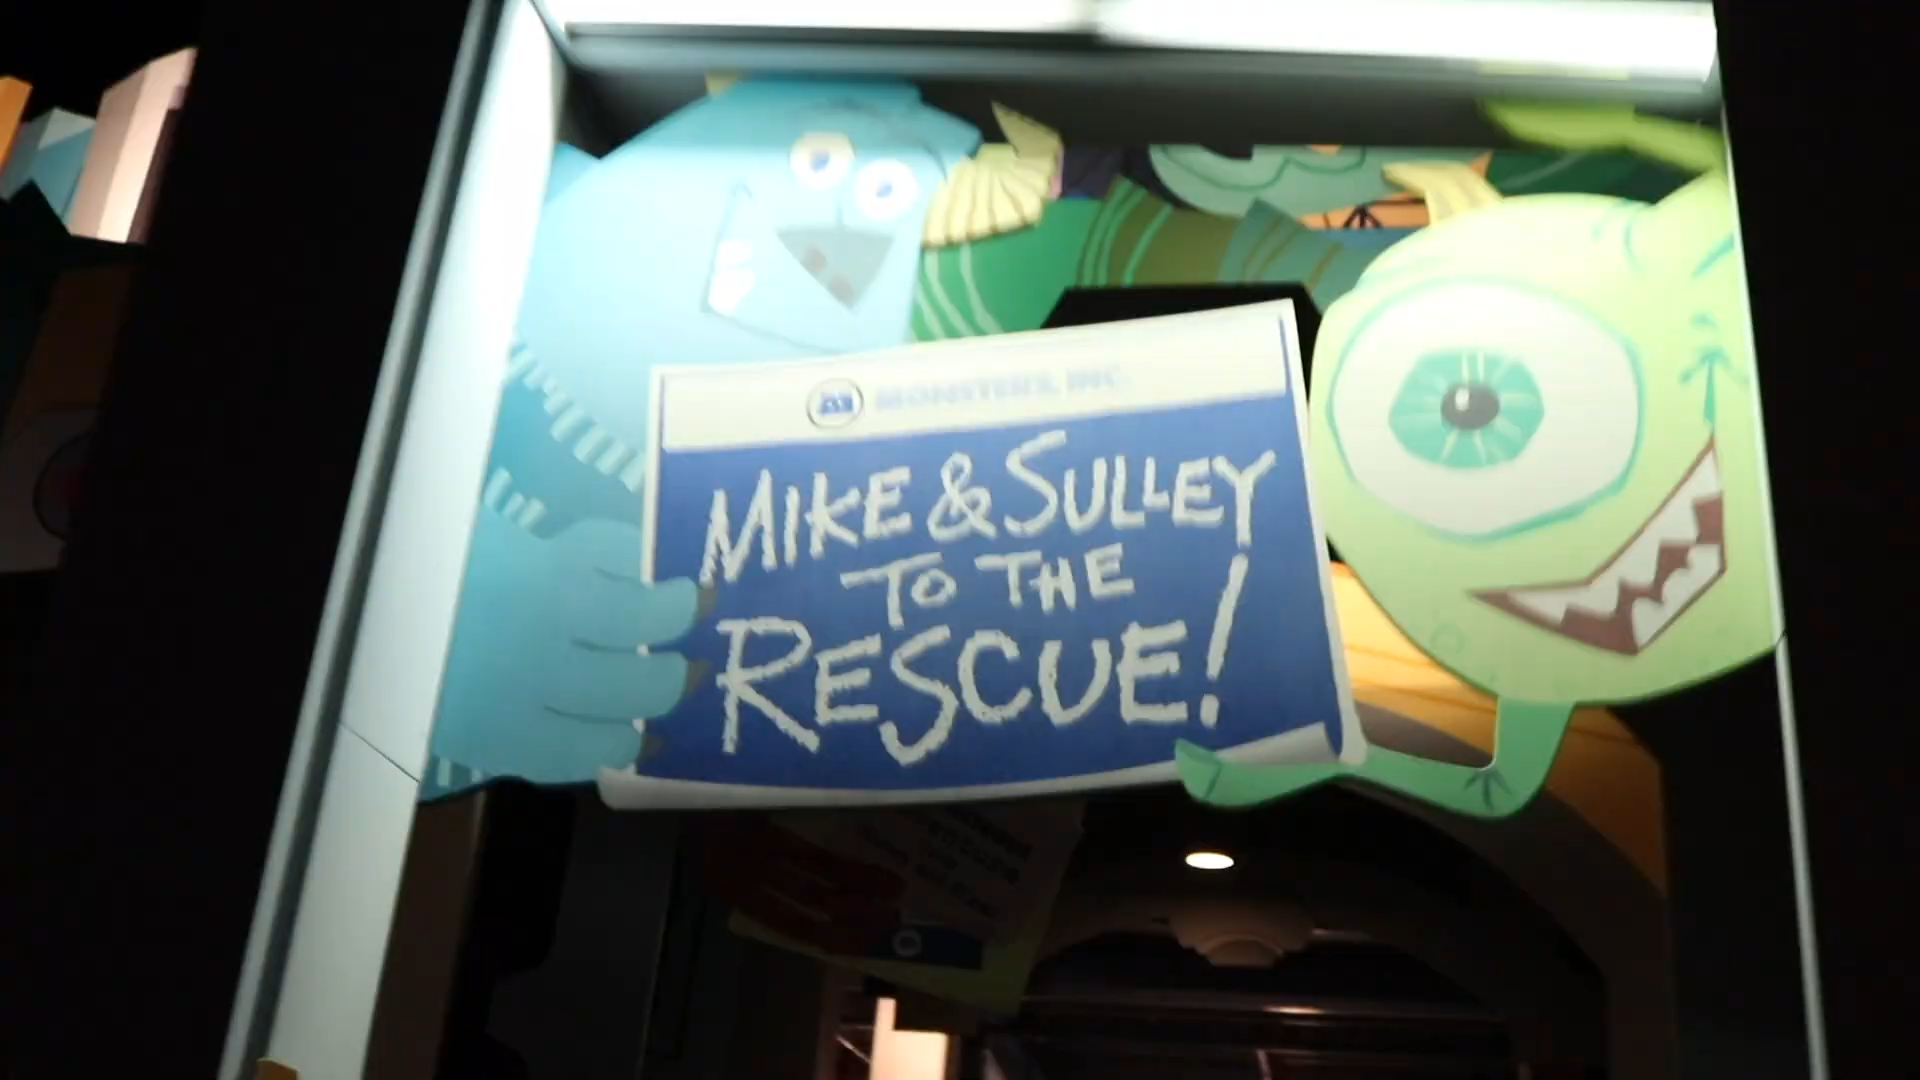 MONSTERS, INC.
MIKE & SULLEY
TO THE
RESCUE!